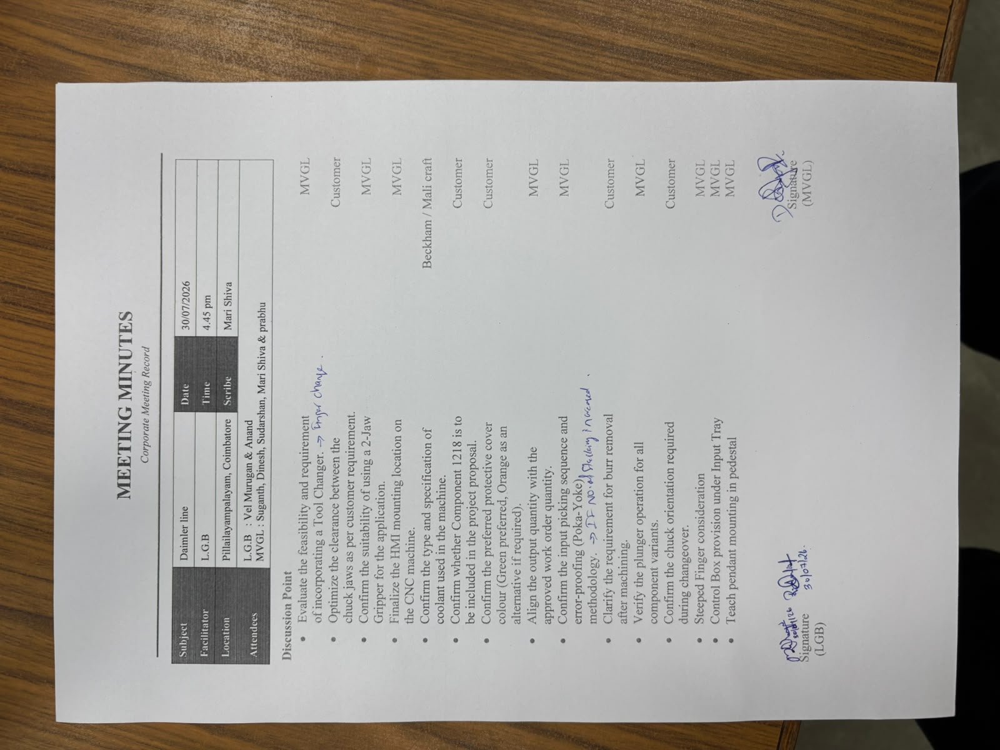 MEETING MINUTES
Corporate Meeting Record
Subject Daimler line Date 30/07/2026
Facilitator L.G.B Time 4.45 pm
Location Pillailayampalayam, Coimbatore Scribe Mari Shiva
Attendees L.G.B : Vel Murugan & Anand
MVGL : Suganth, Dinesh, Sudarshan, Mari Shiva & prabhu
Discussion Point
• Evaluate the feasibility and requirement MVGL
of incorporating a Tool Changer. → Finger change.
• Optimize the clearance between the Customer
chuck jaws as per customer requirement.
• Confirm the suitability of using a 2-Jaw MVGL
Gripper for the application.
• Finalize the HMI mounting location on MVGL
the CNC machine.
• Confirm the type and specification of Beckham / Mali craft
coolant used in the machine.
• Confirm whether Component 1218 is to Customer
be included in the project proposal.
• Confirm the preferred protective cover Customer
colour (Green preferred, Orange as an
alternative if required).
• Align the output quantity with the MVGL
approved work order quantity.
• Confirm the input picking sequence and MVGL
error-proofing (Poka-Yoke)
methodology. → IF No. of stacking increased.
• Clarify the requirement for burr removal Customer
after machining.
• Verify the plunger operation for all MVGL
component variants.
• Confirm the chuck orientation required Customer
during changeover.
• Steeped Finger consideration MVGL
• Control Box provision under Input Tray MVGL
• Teach pendant mounting in pedestal MVGL
30/07/26.
Signature Signature
(LGB) (MVGL)